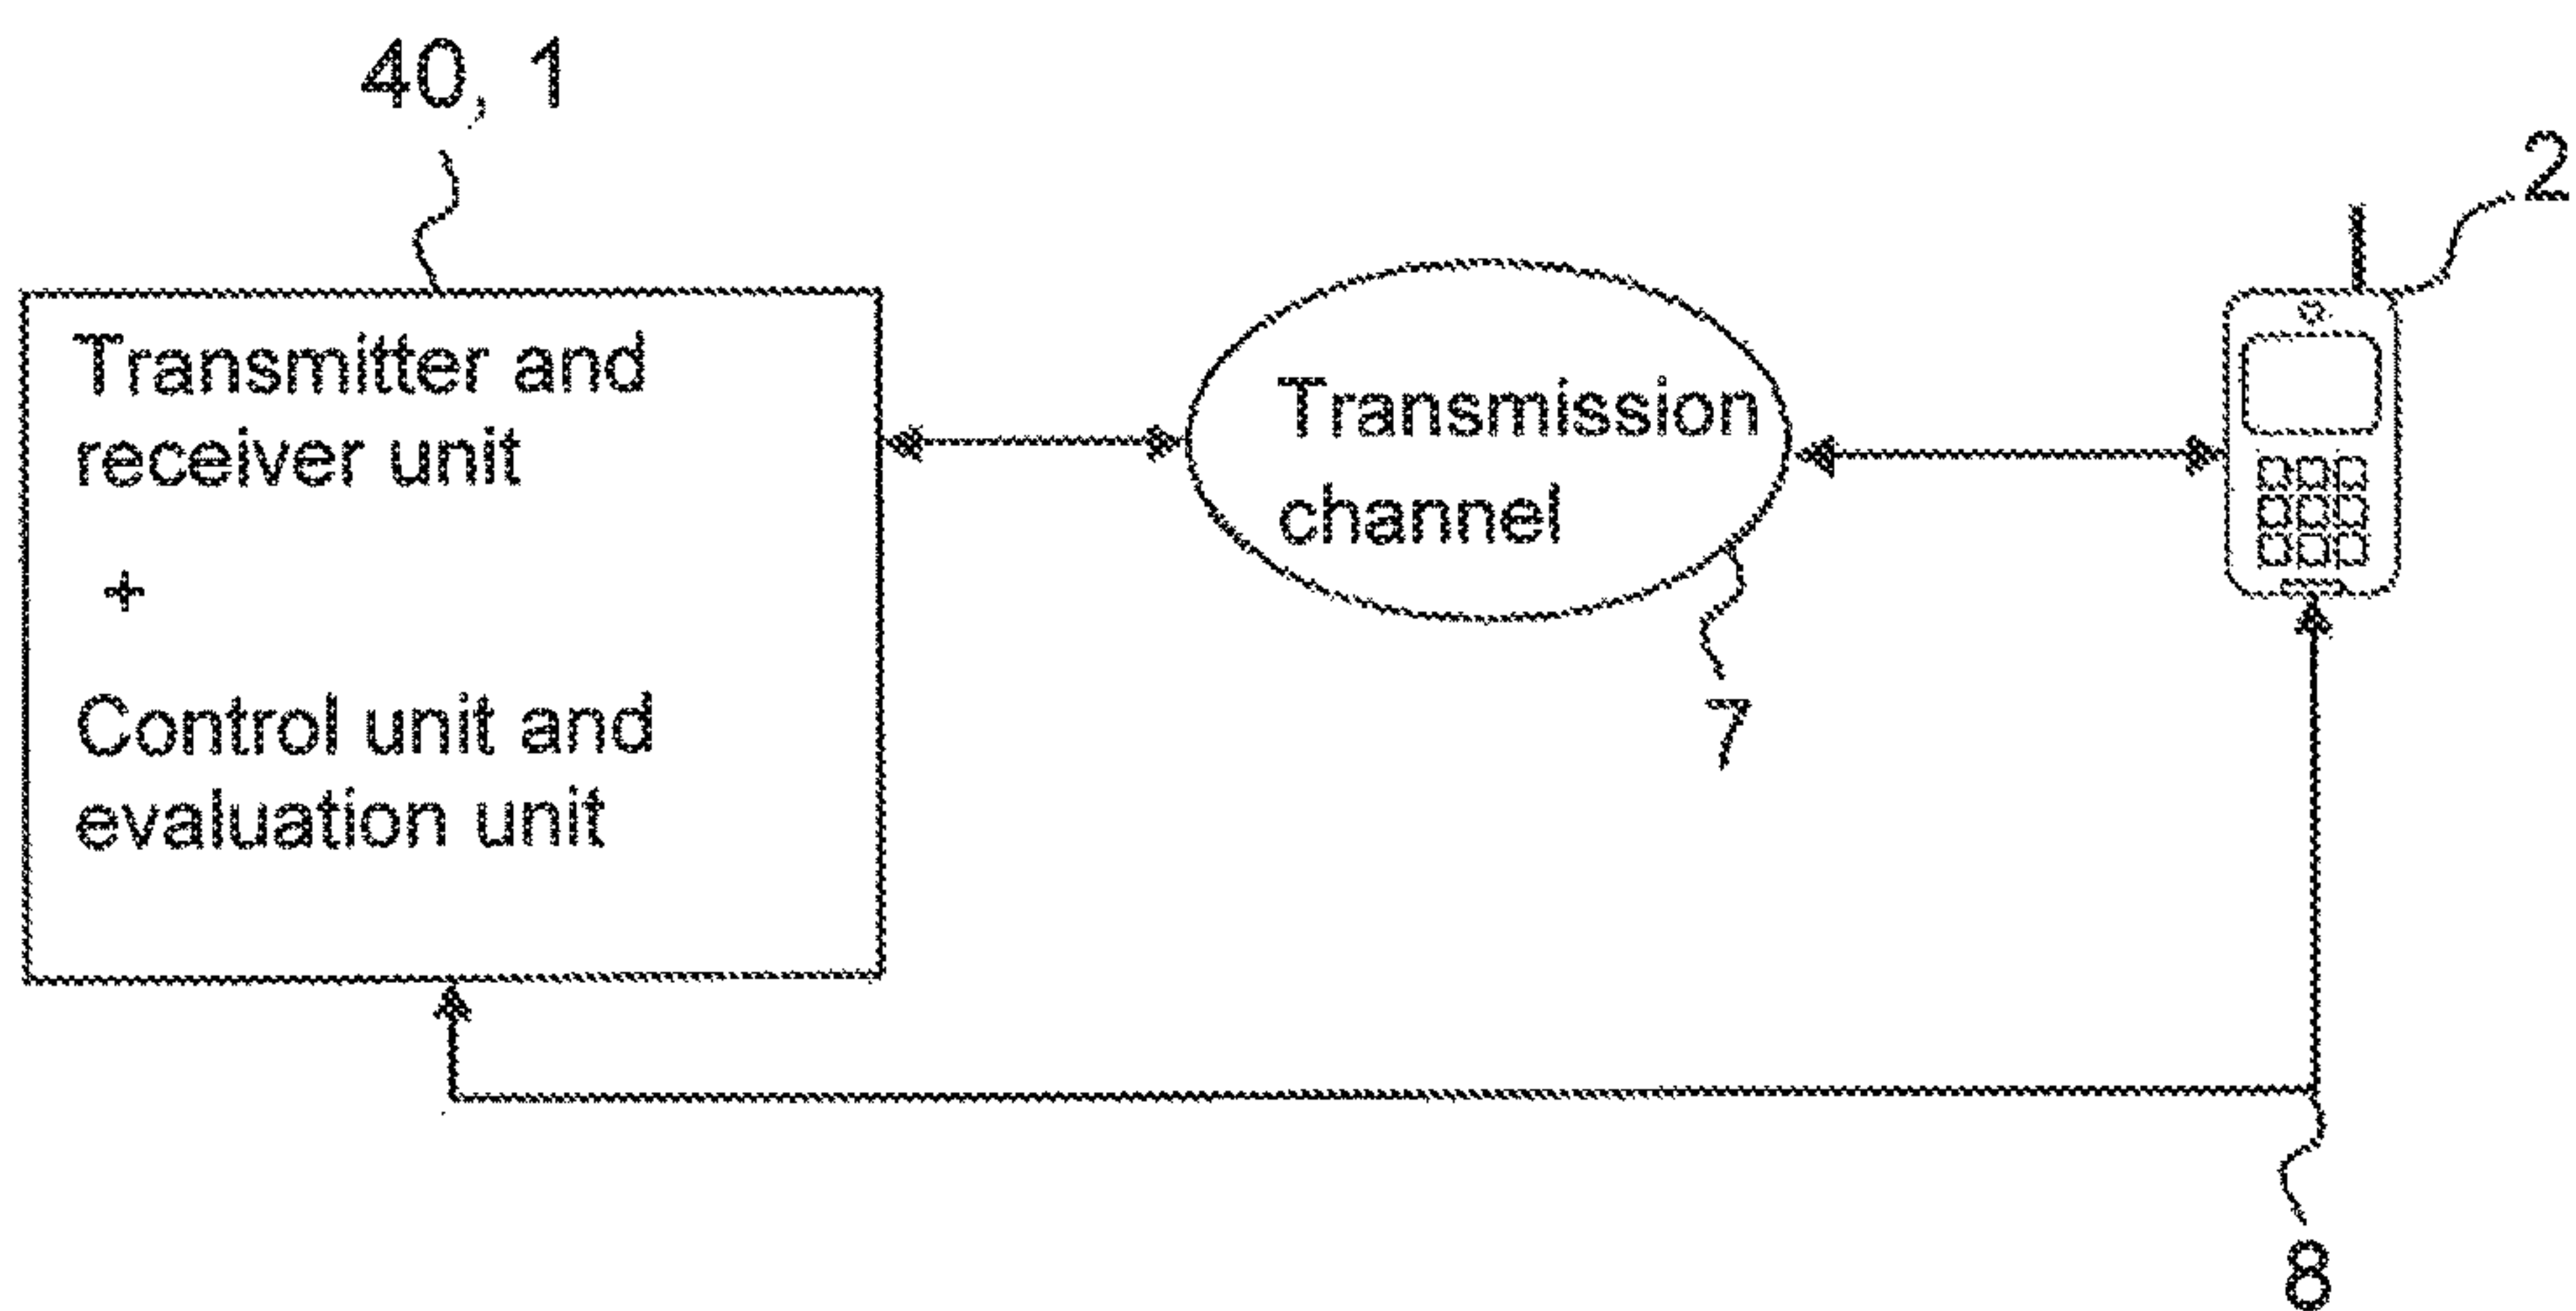 40, 1
2
Transmitter and
receiver unit
+
Control unit and
evaluation unit
Transmission
channel
7
8